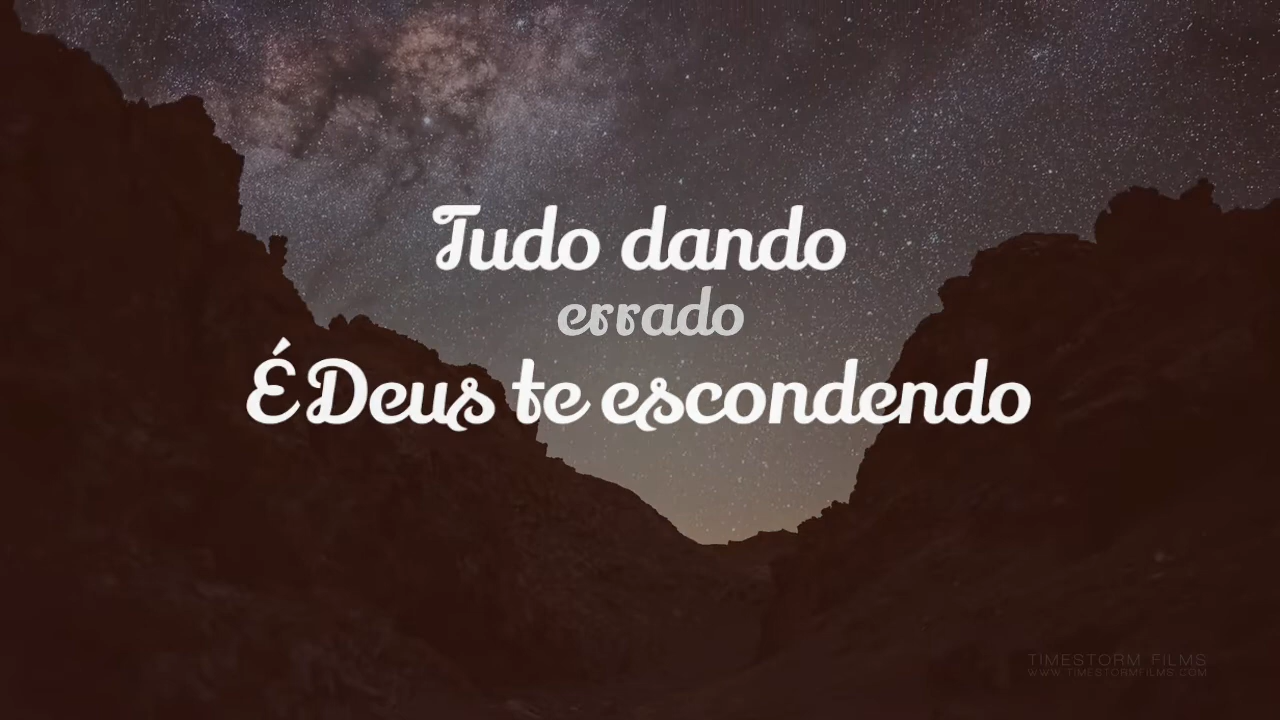 Tudo dando
errado
É Deus te escondendo
TIMESTORM FILMS
WWW.TIMESTORMFILMS.COM